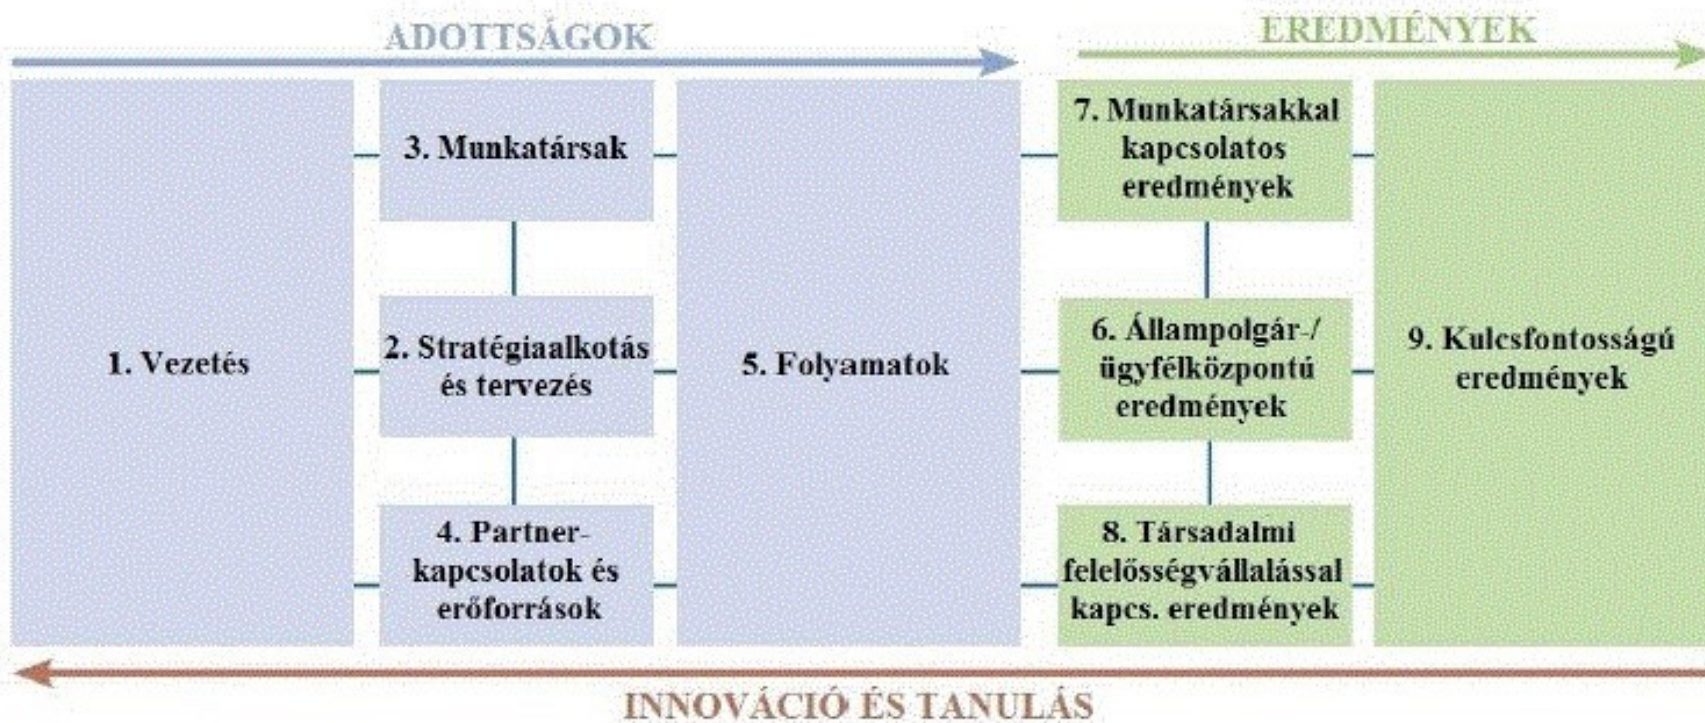 ADOTTSÁGOK
EREDMÉNYEK
1. Vezetés
3. Munkatársak
2. Stratégiaalkotás
és tervezés
4. Partner-
kapcsolatok és
erőforrások
5. Folyamatok
7. Munkatársakkal
kapcsolatos
eredmények
6. Állampolgár-/
ügyfélközpontú
eredmények
8. Társadalmi
felelősségvállalással
kapcs. eredmények
9. Kulcsfontosságú
eredmények
INNOVÁCIÓ ÉS TANULÁS